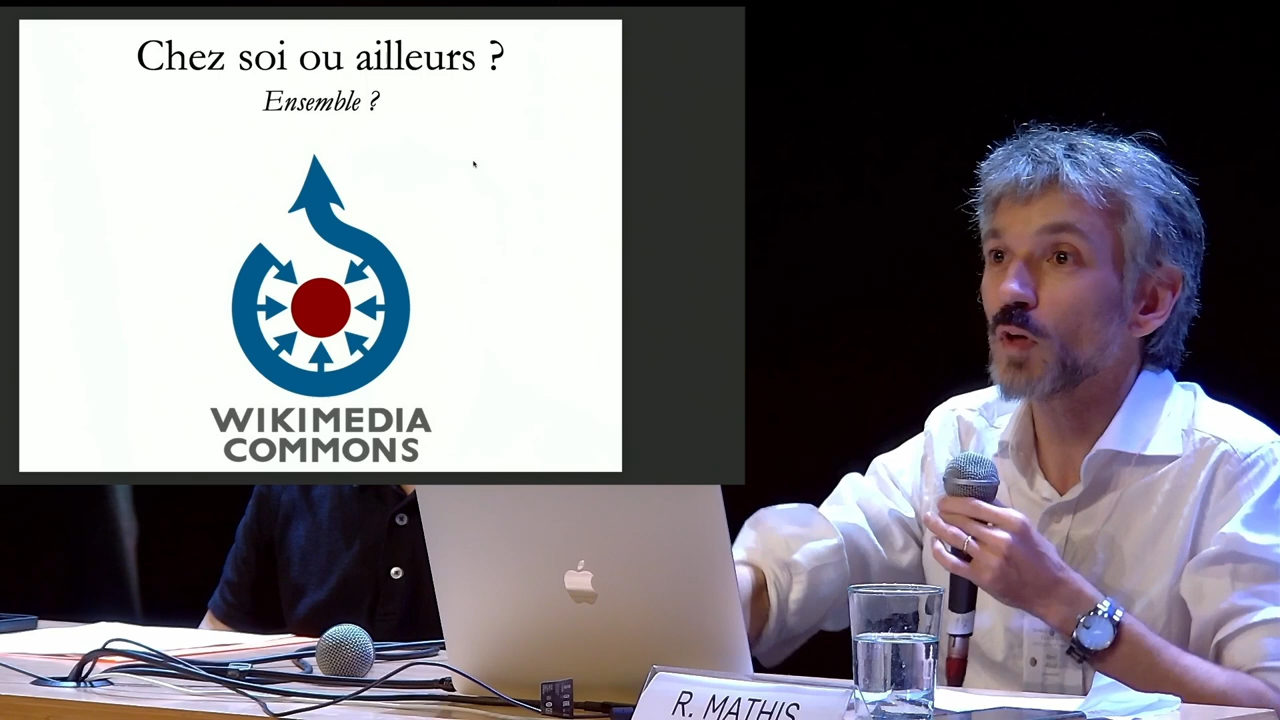 Chez soi ou ailleurs ?
Ensemble ?
WIKIMEDIA
COMMONS
R. MATHIS